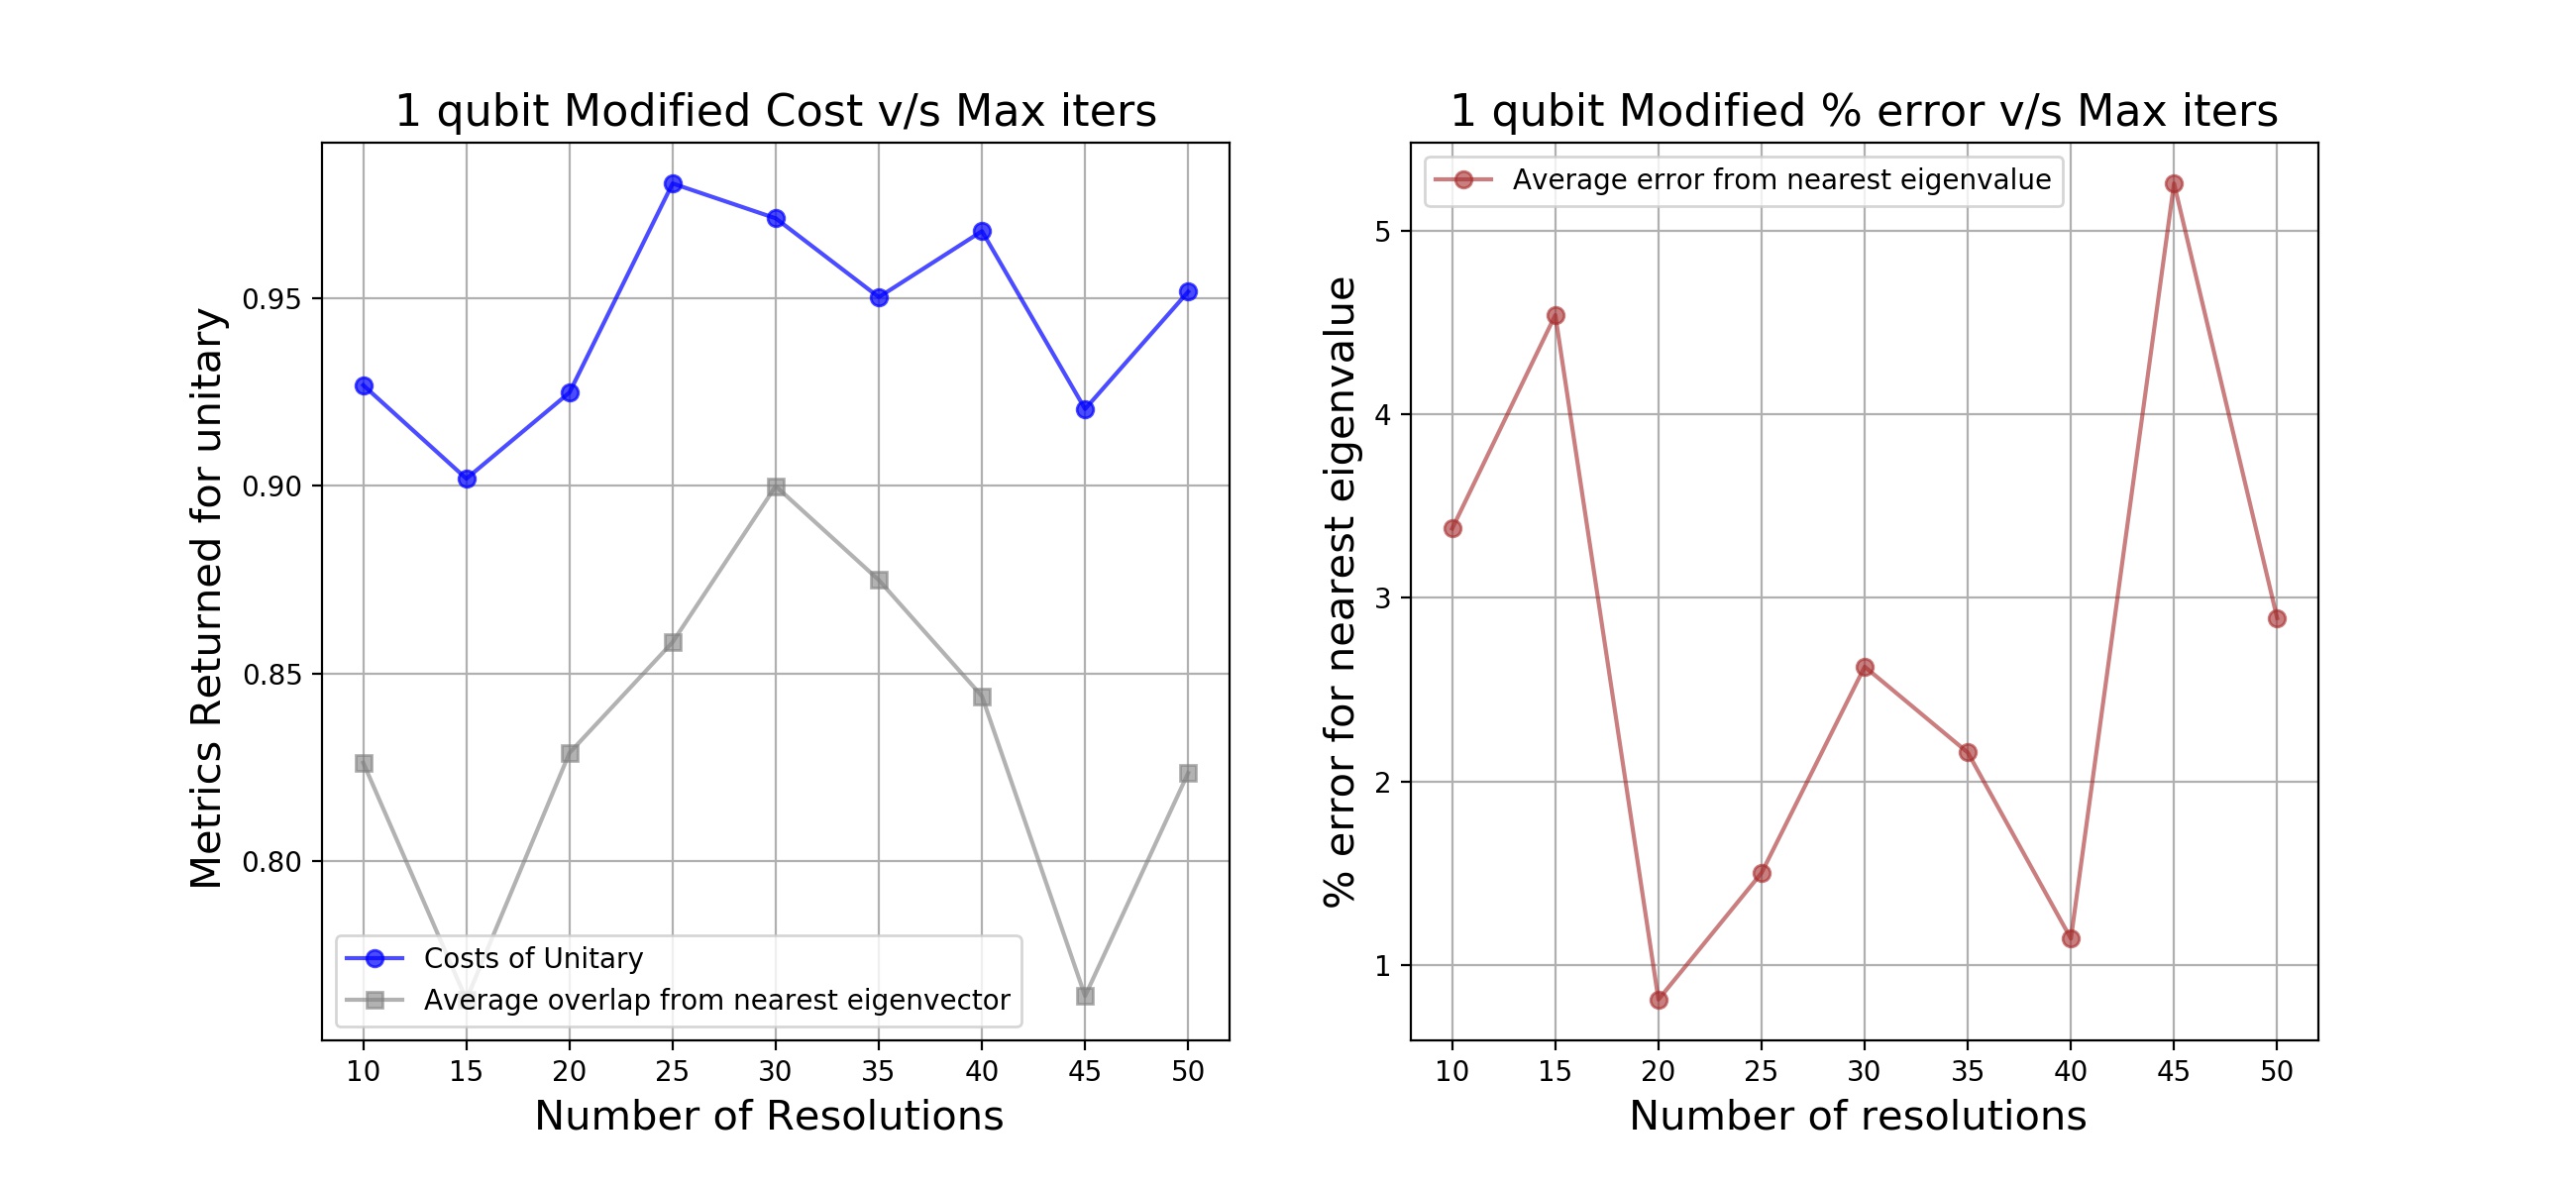 1 qubit Modified Cost v/s Max iters
Metrics Returned for unitary
0.95
0.90
0.85
0.80
Costs of Unitary
Average overlap from nearest eigenvector
10 15 20 25 30 35 40 45 50
Number of Resolutions
1 qubit Modified % error v/s Max iters
% error for nearest eigenvalue
Average error from nearest eigenvalue
5
4
3
2
1
10 15 20 25 30 35 40 45 50
Number of resolutions